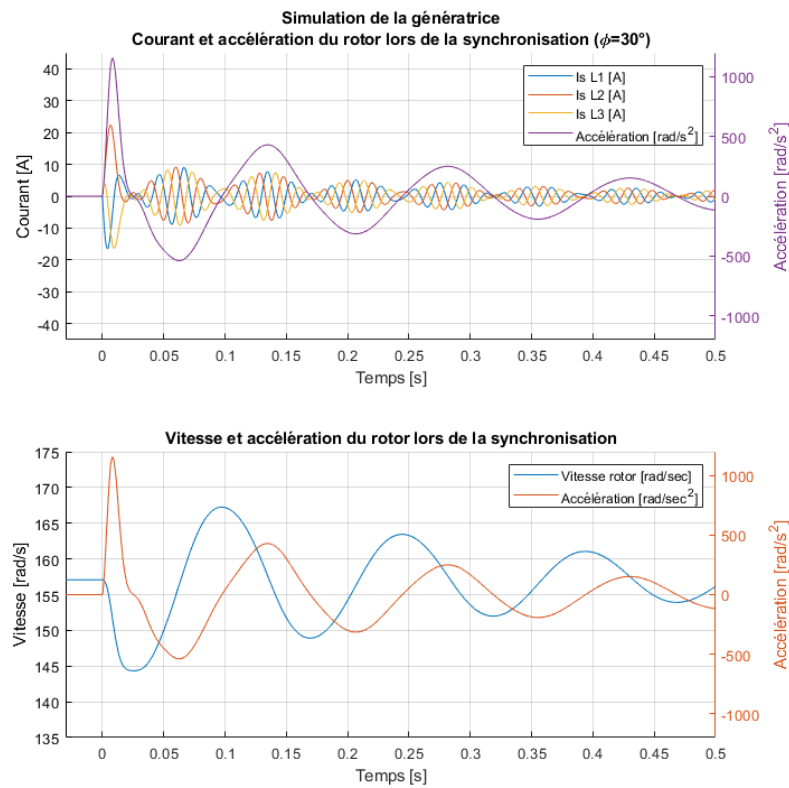 Simulation de la génératrice
Courant et accélération du rotor lors de la synchronisation (ϕ=30°)
40
30
20
10
0
-10
-20
-30
-40
Courant [A]
1000
500
0
-500
-1000
Accélération [rad/s²]
Is L1 [A]
Is L2 [A]
Is L3 [A]
Accélération [rad/s²]
0 0.05 0.1 0.15 0.2 0.25 0.3 0.35 0.4 0.45 0.5
Temps [s]
Vitesse et accélération du rotor lors de la synchronisation
175
170
165
160
155
150
145
140
135
Vitesse [rad/s]
1000
500
0
-500
-1000
Accélération [rad/s²]
Vitesse rotor [rad/sec]
Accélération [rad/sec²]
0 0.05 0.1 0.15 0.2 0.25 0.3 0.35 0.4 0.45 0.5
Temps [s]